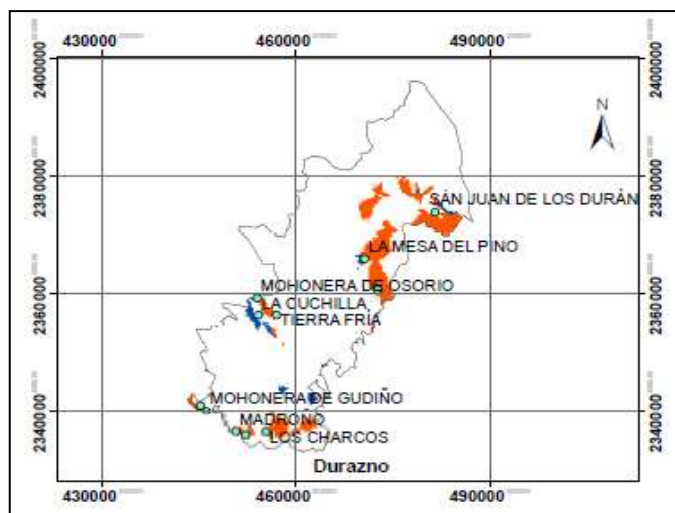 430000 460000 490000
2400000 2400000
N
2380000 2380000
SÁN JUAN DE LOS DURÁN
LA MESA DEL PINO
MOHONERA DE OSORIO
2360000 2360000
LA CUCHILLA
TIERRA FRÍA
MOHONERA DE GUDIÑO
2340000 2340000
MADROÑO
LOS CHARCOS
Durazno
430000 460000 490000